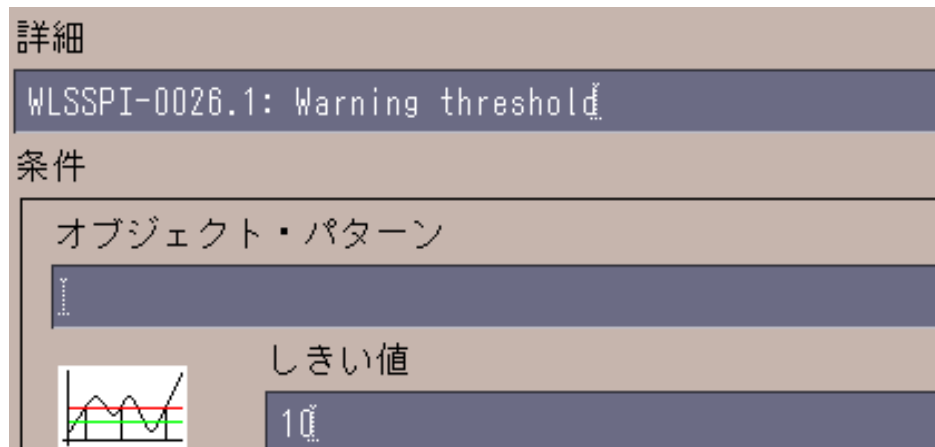 詳細
WLSSPI-0026.1: Warning threshold
条件
オブジェクト・パターン
しきい値
10